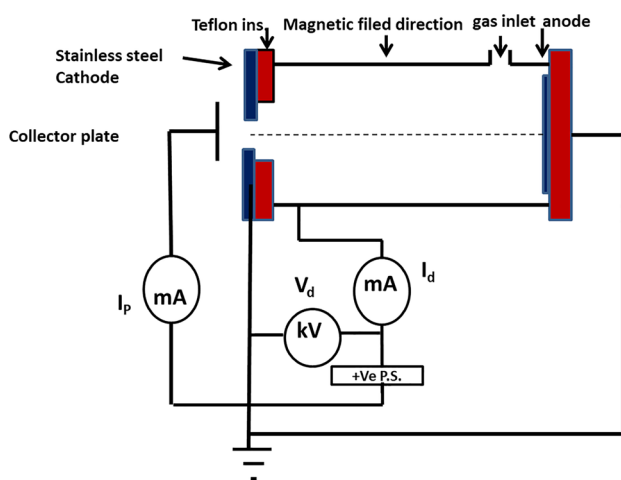 Teflon ins. Magnetic filed direction gas inlet anode
Stainless steel
Cathode
Collector plate
mA
Iₚ
V_d
kV
mA
I_d
+Ve P.S.